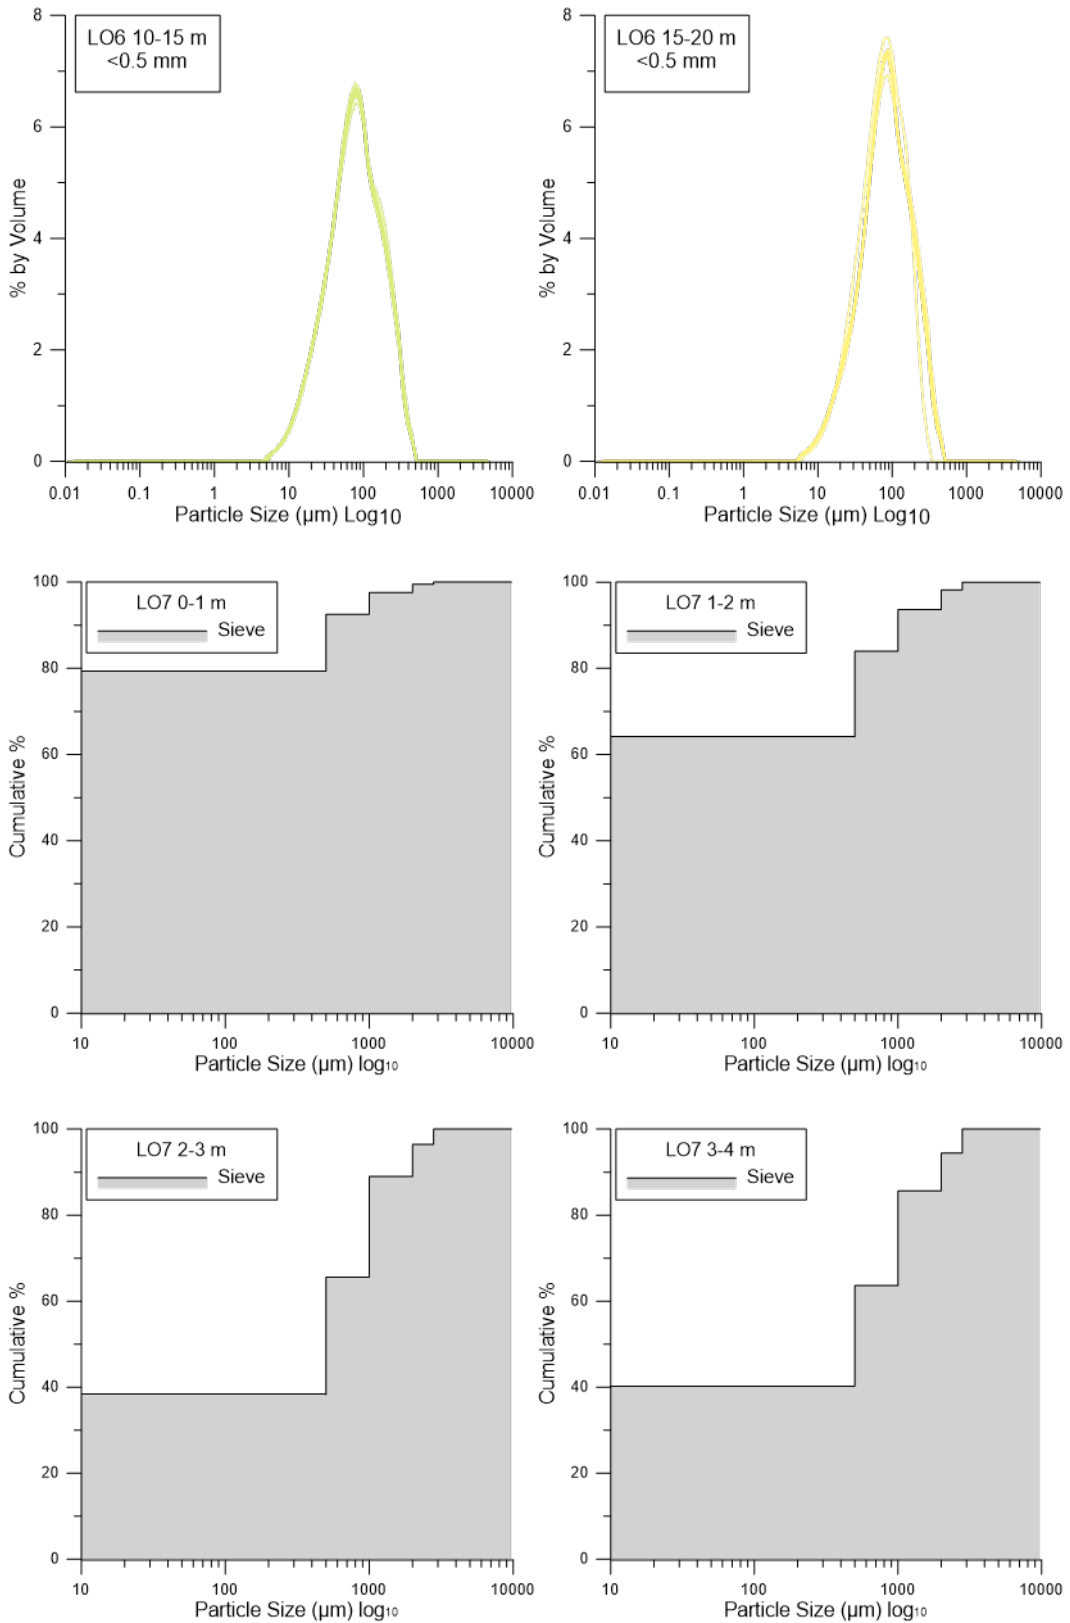 8
6
4
2
0
% by Volume
LO6 10-15 m
<0.5 mm
0.01 0.1 1 10 100 1000 10000
Particle Size (µm) Log10
8
6
4
2
0
% by Volume
LO6 15-20 m
<0.5 mm
0.01 0.1 1 10 100 1000 10000
Particle Size (µm) Log10
100
80
60
40
20
0
Cumulative %
LO7 0-1 m
Sieve
10 100 1000 10000
Particle Size (µm) log10
100
80
60
40
20
0
Cumulative %
LO7 1-2 m
Sieve
10 100 1000 10000
Particle Size (µm) log10
100
80
60
40
20
0
Cumulative %
LO7 2-3 m
Sieve
10 100 1000 10000
Particle Size (µm) log10
100
80
60
40
20
0
Cumulative %
LO7 3-4 m
Sieve
10 100 1000 10000
Particle Size (µm) log10